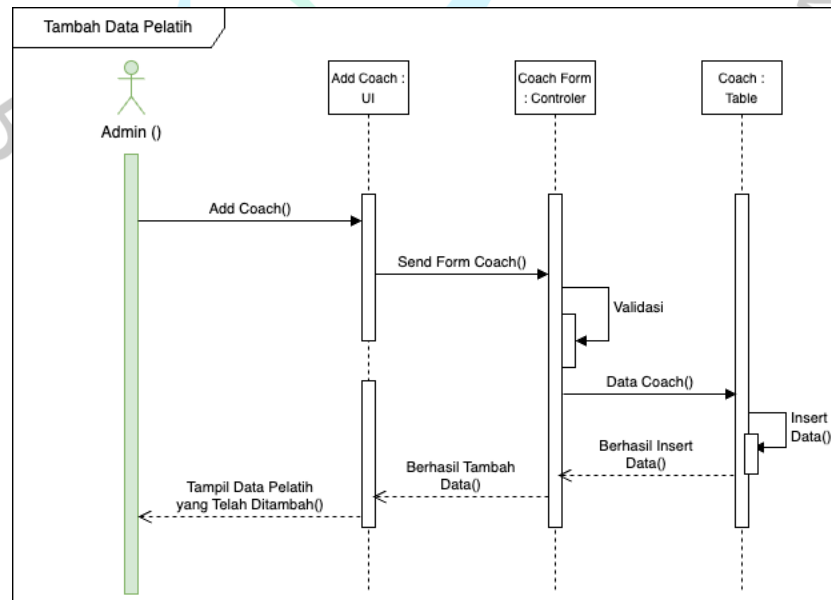 Tambah Data Pelatih
Add Coach :
UI
Coach Form
: Controler
Coach :
Table
Admin ()
Add Coach()
Send Form Coach()
Validasi
Data Coach()
Insert
Data()
Berhasil Insert
Data()
Berhasil Tambah
Data()
Tampil Data Pelatih
yang Telah Ditambah()